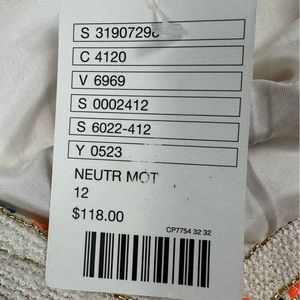 S 31907298
C 4120
V 6969
S 0002412
S 6022-412
Y 0523
NEUTR MOT
12
$118.00
CP7754 32 32